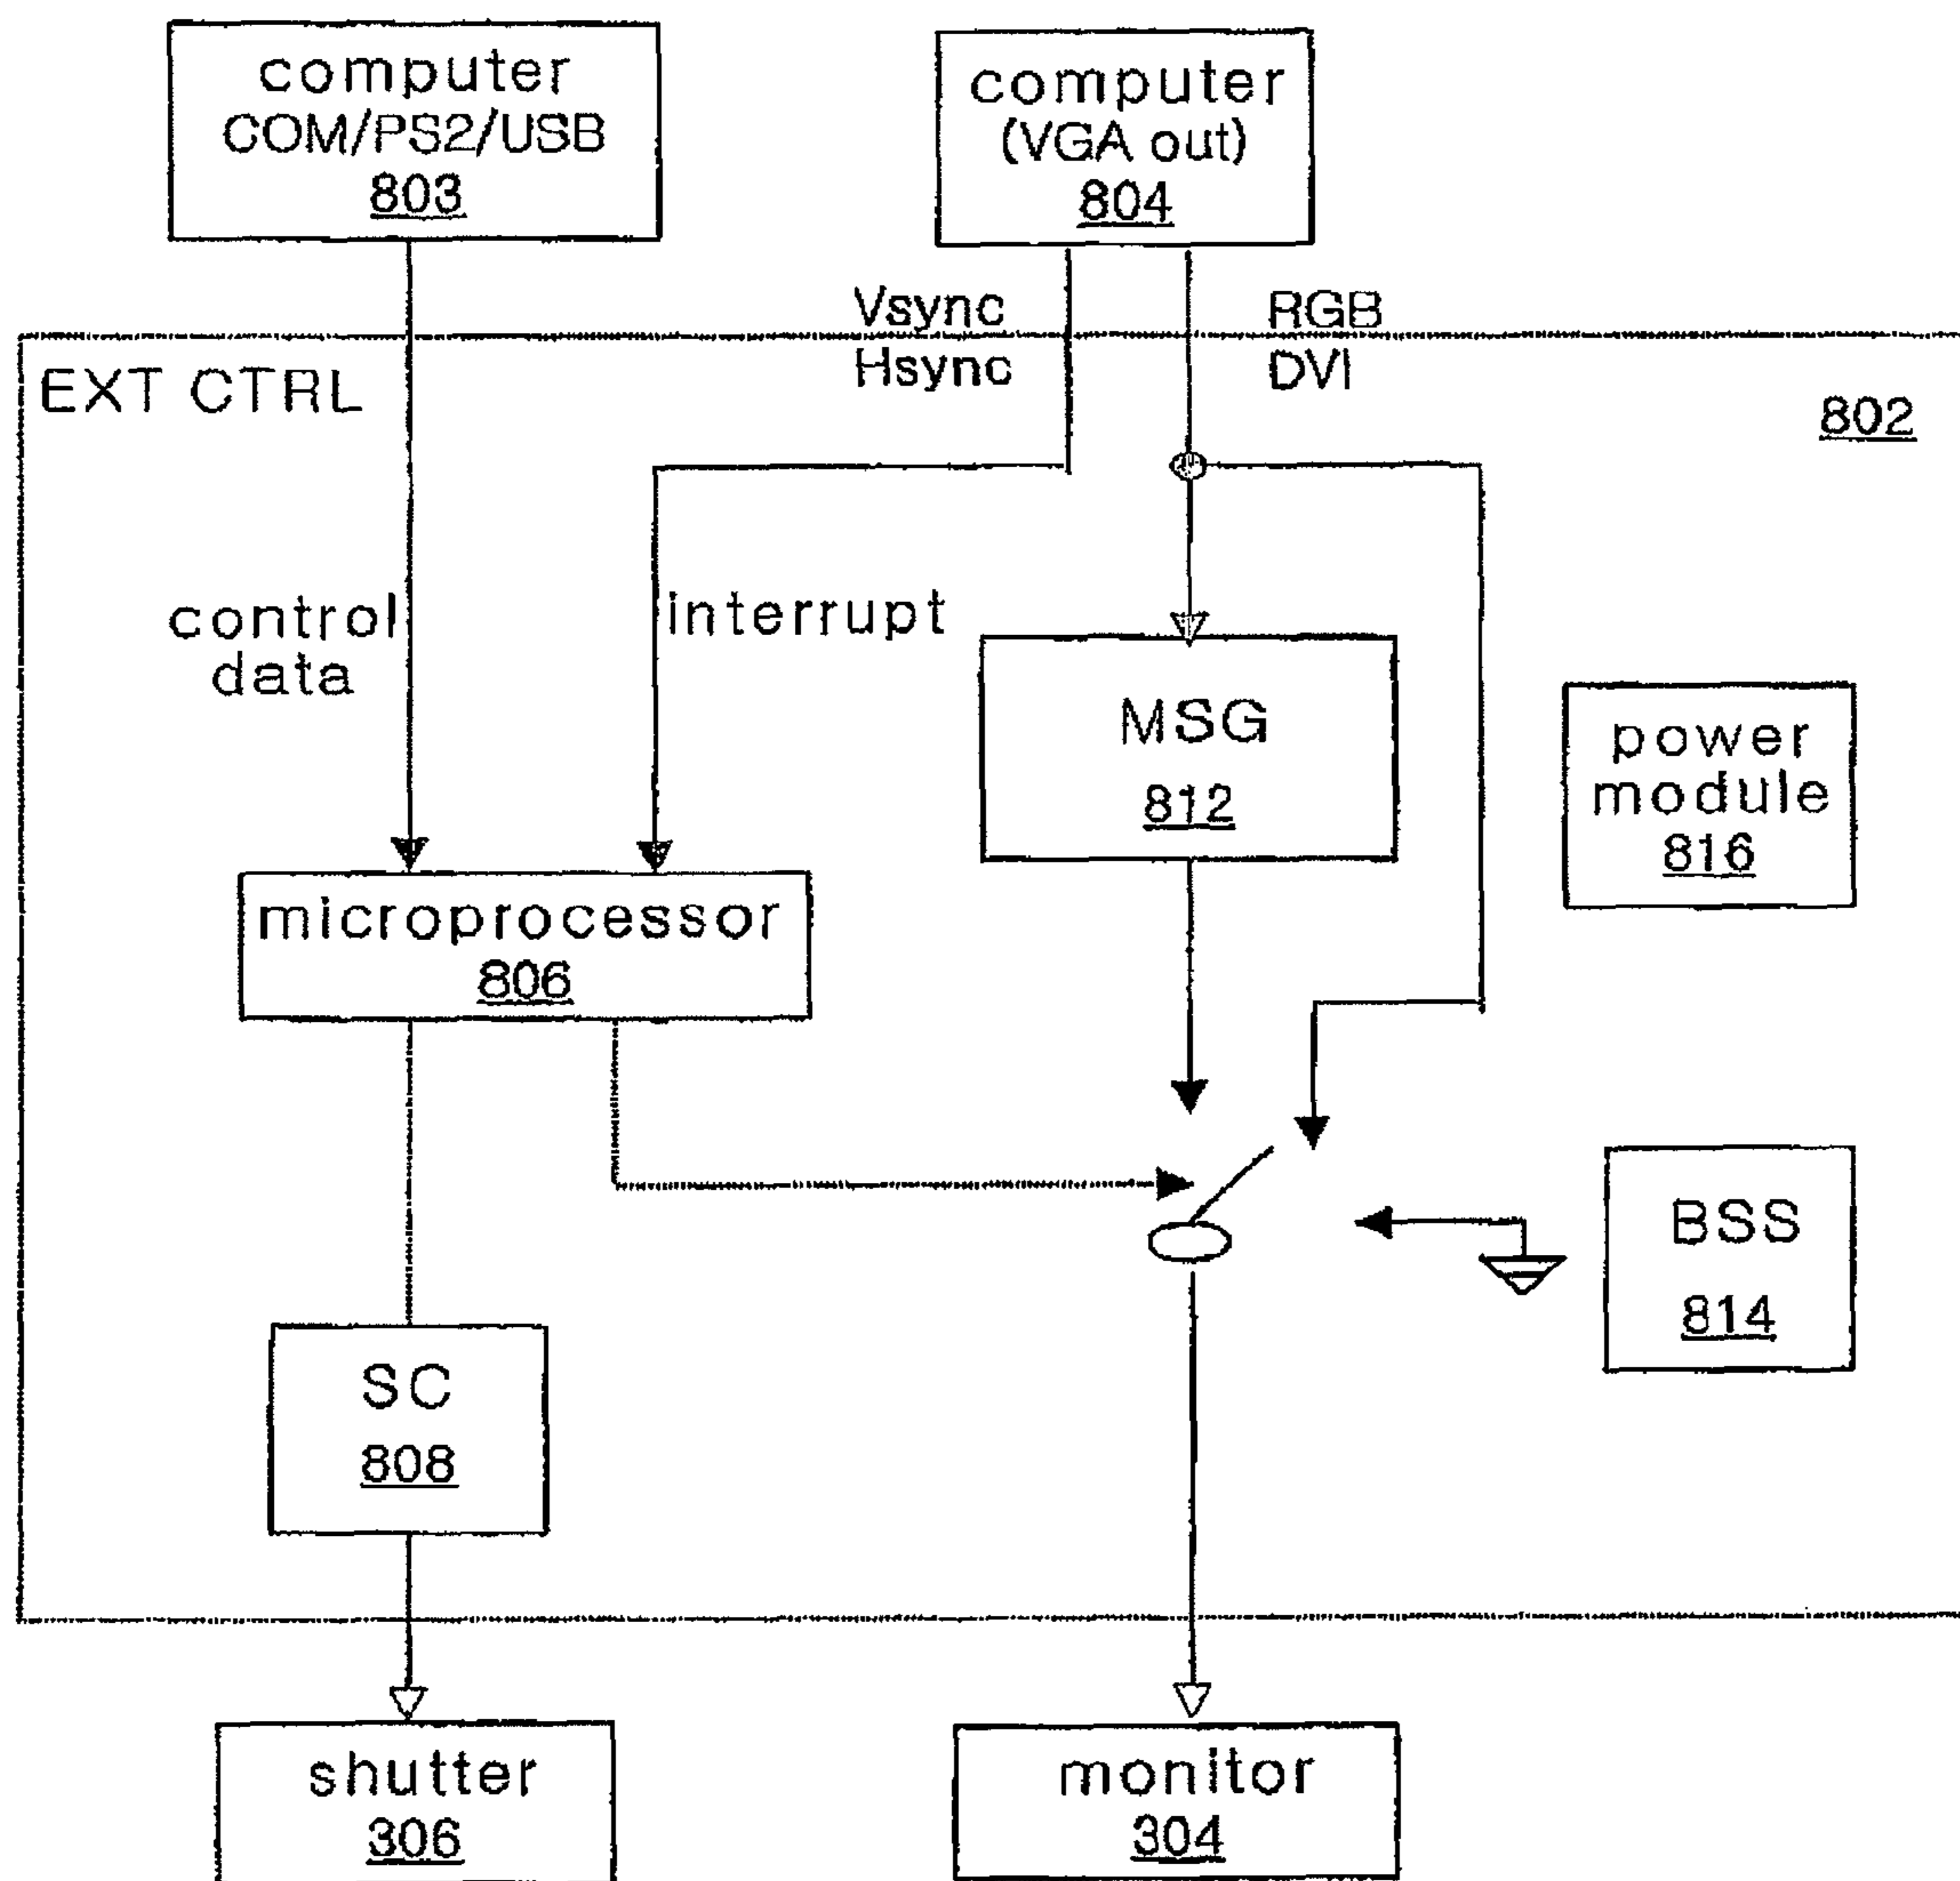 computer
COM/PS2/USB
803
computer
(VGA out)
804
Vsync
Hsync
RGB
DVI
EXT CTRL
802
control
data
interrupt
MSG
812
power
module
816
microprocessor
806
BSS
814
SC
808
shutter
306
monitor
304